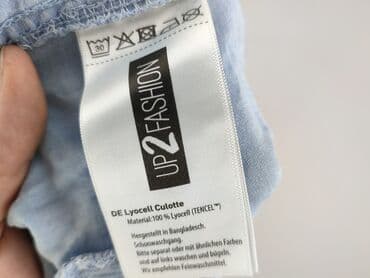 30
UP2FASHION
DE Lyocell Culotte
Material: 100 % Lyocell (TENCEL™)
Hergestellt in Bangladesch.
Schonwaschgang.
Bitte separat oder mit ähnlichen Farben
und auf links waschen und bügeln.
Wir empfehlen Feinwaschmittel.